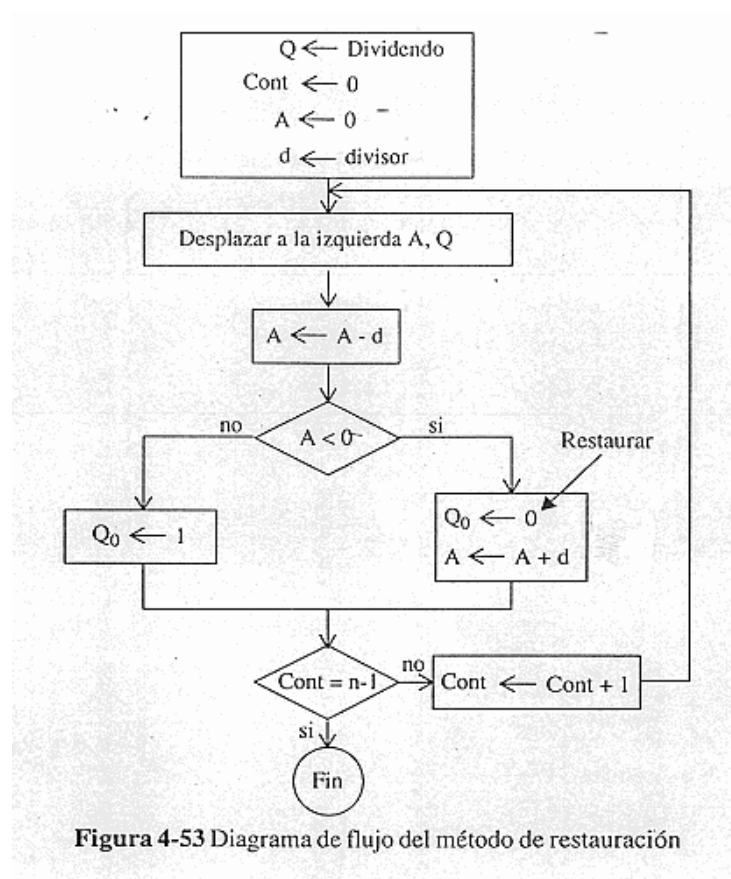 Q ← Dividendo
Cont ← 0
A ← 0
d ← divisor
Desplazar a la izquierda A, Q
A ← A - d
A < 0
no
si
Restaurar
Q₀ ← 1
Q₀ ← 0
A ← A + d
Cont = n-1
no
Cont ← Cont + 1
si
Fin
Figura 4-53 Diagrama de flujo del método de restauración